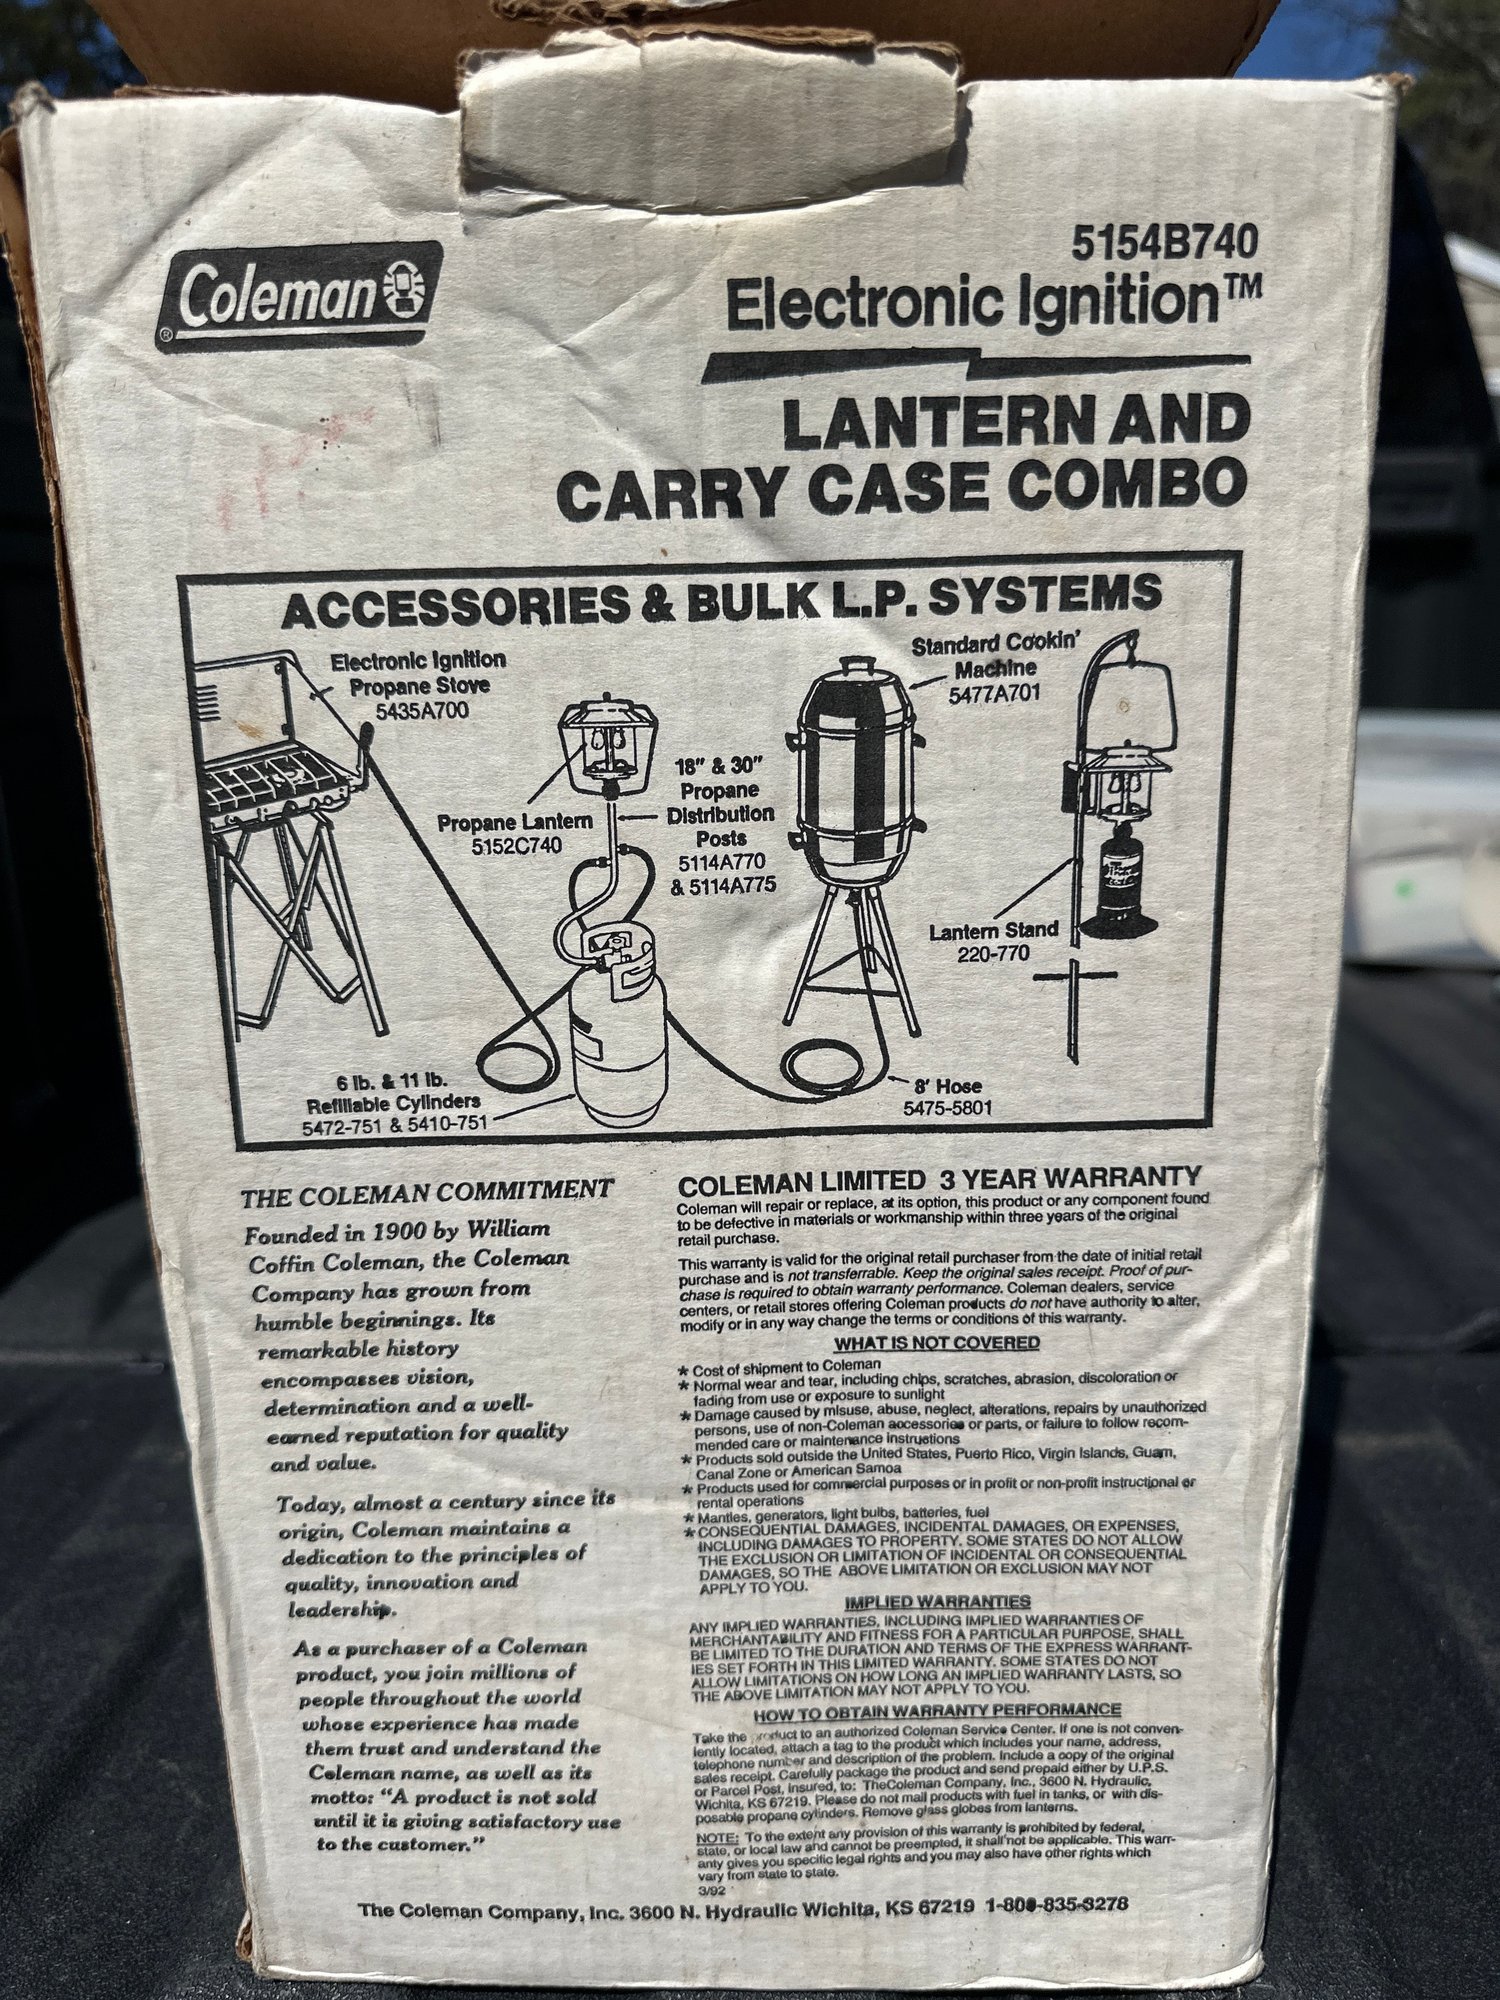 Coleman
®
5154B740
Electronic Ignition™
LANTERN AND
CARRY CASE COMBO
ACCESSORIES & BULK L.P. SYSTEMS
Electronic Ignition
Propane Stove
5435A700
Standard Cookin'
Machine
5477A701
18" & 30"
Propane
Distribution
Posts
5114A770
& 5114A775
Propane Lantern
5152C740
Lantern Stand
220-770
6 lb. & 11 lb.
Refillable Cylinders
5472-751 & 5410-751
8' Hose
5475-5801
THE COLEMAN COMMITMENT
Founded in 1900 by William
Coffin Coleman, the Coleman
Company has grown from
humble beginnings. Its
remarkable history
encompasses vision,
determination and a well-
earned reputation for quality
and value.
Today, almost a century since its
origin, Coleman maintains a
dedication to the principles of
quality, innovation and
leadership.
As a purchaser of a Coleman
product, you join millions of
people throughout the world
whose experience has made
them trust and understand the
Coleman name, as well as its
motto: "A product is not sold
until it is giving satisfactory use
to the customer."
COLEMAN LIMITED 3 YEAR WARRANTY
Coleman will repair or replace, at its option, this product or any component found
to be defective in materials or workmanship within three years of the original
retail purchase.
This warranty is valid for the original retail purchaser from the date of initial retail
purchase and is not transferrable. Keep the original sales receipt. Proof of pur-
chase is required to obtain warranty performance. Coleman dealers, service
centers, or retail stores offering Coleman products do not have authority to alter,
modify or in any way change the terms or conditions of this warranty.
WHAT IS NOT COVERED
* Cost of shipment to Coleman
* Normal wear and tear, including chips, scratches, abrasion, discoloration or
fading from use or exposure to sunlight
* Damage caused by misuse, abuse, neglect, alterations, repairs by unauthorized
persons, use of non-Coleman accessories or parts, or failure to follow recom-
mended care or maintenance instructions
* Products sold outside the United States, Puerto Rico, Virgin Islands, Guam,
Canal Zone or American Samoa
* Products used for commercial purposes or in profit or non-profit instructional or
rental operations
* Mantles, generators, light bulbs, batteries, fuel
* CONSEQUENTIAL DAMAGES, INCIDENTAL DAMAGES, OR EXPENSES,
INCLUDING DAMAGES TO PROPERTY. SOME STATES DO NOT ALLOW
THE EXCLUSION OR LIMITATION OF INCIDENTAL OR CONSEQUENTIAL
DAMAGES, SO THE ABOVE LIMITATION OR EXCLUSION MAY NOT
APPLY TO YOU.
IMPLIED WARRANTIES
ANY IMPLIED WARRANTIES, INCLUDING IMPLIED WARRANTIES OF
MERCHANTABILITY AND FITNESS FOR A PARTICULAR PURPOSE, SHALL
BE LIMITED TO THE DURATION AND TERMS OF THE EXPRESS WARRANT-
IES SET FORTH IN THIS LIMITED WARRANTY. SOME STATES DO NOT
ALLOW LIMITATIONS ON HOW LONG AN IMPLIED WARRANTY LASTS, SO
THE ABOVE LIMITATION MAY NOT APPLY TO YOU.
HOW TO OBTAIN WARRANTY PERFORMANCE
Take the product to an authorized Coleman Service Center. If one is not conven-
iently located, attach a tag to the product which includes your name, address,
telephone number and description of the problem. Include a copy of the original
sales receipt. Carefully package the product and send prepaid either by U.P.S.
or Parcel Post, insured, to: TheColeman Company, Inc., 3600 N. Hydraulic,
Wichita, KS 67219. Please do not mail products with fuel in tanks, or with dis-
posable propane cylinders. Remove glass globes from lanterns.
NOTE: To the extent any provision of this warranty is prohibited by federal,
state, or local law and cannot be preempted, it shall not be applicable. This warr-
anty gives you specific legal rights and you may also have other rights which
vary from state to state.
3/92
The Coleman Company, Inc. 3600 N. Hydraulic Wichita, KS 67219 1-800-835-3278